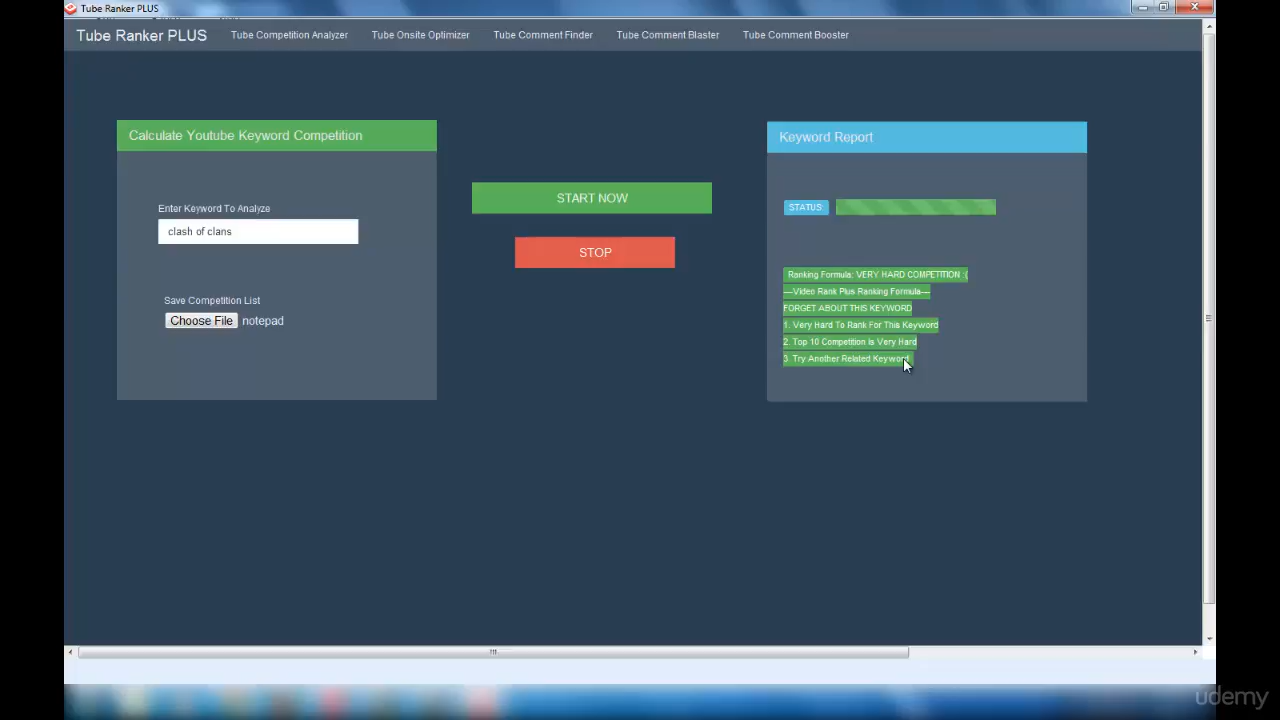 Tube Ranker PLUS
Tube Ranker PLUS Tube Competition Analyzer Tube Onsite Optimizer Tube Comment Finder Tube Comment Blaster Tube Comment Booster
Calculate Youtube Keyword Competition
Enter Keyword To Analyze
clash of clans
Save Competition List
Choose File notepad
START NOW
STOP
Keyword Report
STATUS:
Ranking Formula: VERY HARD COMPETITION :(
---Video Rank Plus Ranking Formula---
FORGET ABOUT THIS KEYWORD
1. Very Hard To Rank For This Keyword
2. Top 10 Competition Is Very Hard
3. Try Another Related Keyword
udemy